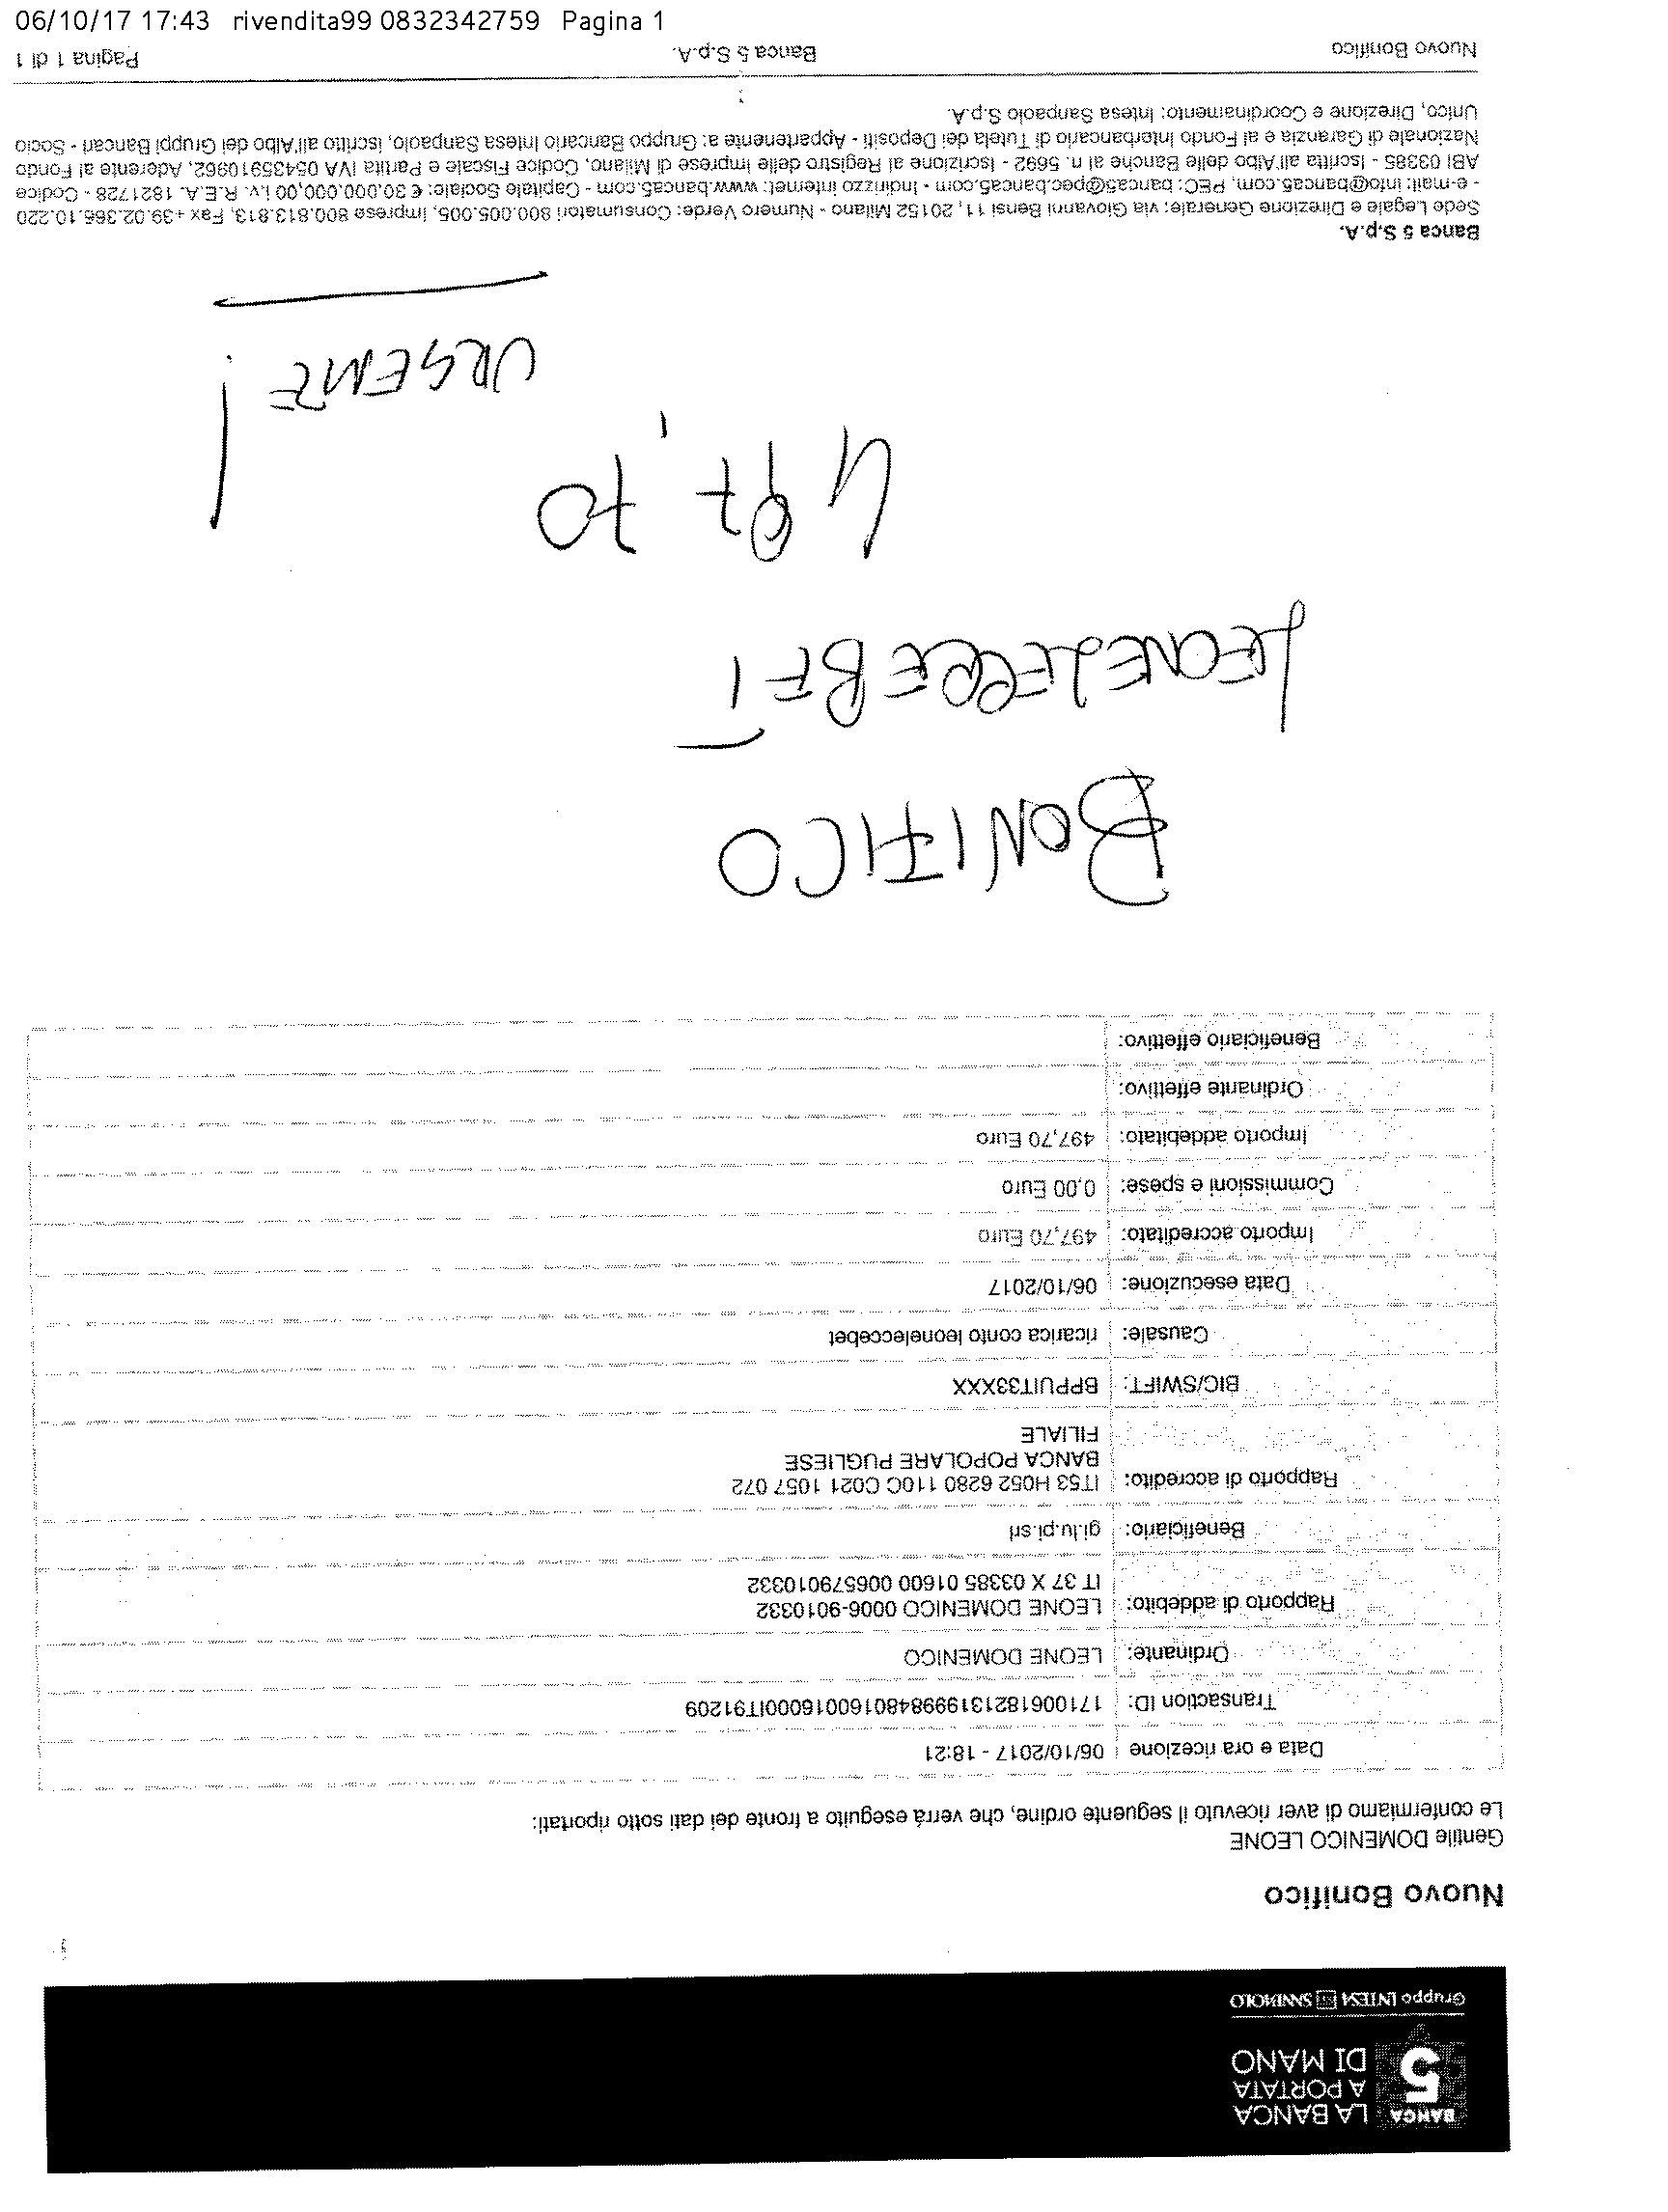 06/10/17 17:43 rivendita99 0832342759 Pagina 1
BANCA 5
LA BANCA
A PORTATA
DI MANO
Gruppo INTESA SANPAOLO
Nuovo Bonifico
Gentile DOMENICO LEONE
Le confermiamo di aver ricevuto il seguente ordine, che verrá eseguito a fronte dei dati sotto riportati:
Data e ora ricezione 06/10/2017 - 18:21
Transaction ID: 1710061821319998480160016000IT91209
Ordinante: LEONE DOMENICO
Rapporto di addebito: LEONE DOMENICO 0006-9010332
IT 37 X 03385 01600 006579010332
Beneficiario: gi.lu.pi.srl
Rapporto di accredito: IT53 H052 6280 110C C021 1057 072
BANCA POPOLARE PUGLIESE
FILIALE
BIC/SWIFT: BPPUIT33XXX
Causale: ricarica conto leoneleccebet
Data esecuzione: 06/10/2017
Importo accreditato: 497,70 Euro
Commissioni e spese: 0,00 Euro
Importo addebitato: 497,70 Euro
Ordinante effettivo:
Beneficiario effettivo:
BONIFICO
LEONELECCEBET
497,70
URGENTE!
Banca 5 S.p.A.
Sede Legale e Direzione Generale: via Giovanni Bensi 11, 20152 Milano - Numero Verde: Consumatori 800.005.005, imprese 800.813.813, Fax +39.02.366.10.220
- e-mail: info@banca5.com, PEC: banca5@pec.banca5.com - Indirizzo internet: www.banca5.com - Capitale Sociale: € 30.000.000,00 i.v. R.E.A. 1821728 - Codice
ABI 03385 - Iscritta all'Albo delle Banche al n. 5692 - Iscrizione al Registro delle Imprese di Milano, Codice Fiscale e Partita IVA 05435910962, Aderente al Fondo
Nazionale di Garanzia e al Fondo Interbancario di Tutela dei Depositi - Appartenente a: Gruppo Bancario Intesa Sanpaolo, iscritto all'Albo dei Gruppi Bancari - Socio
Unico, Direzione e Coordinamento: Intesa Sanpaolo S.p.A.
Nuovo Bonifico Banca 5 S.p.A. Pagina 1 di 1